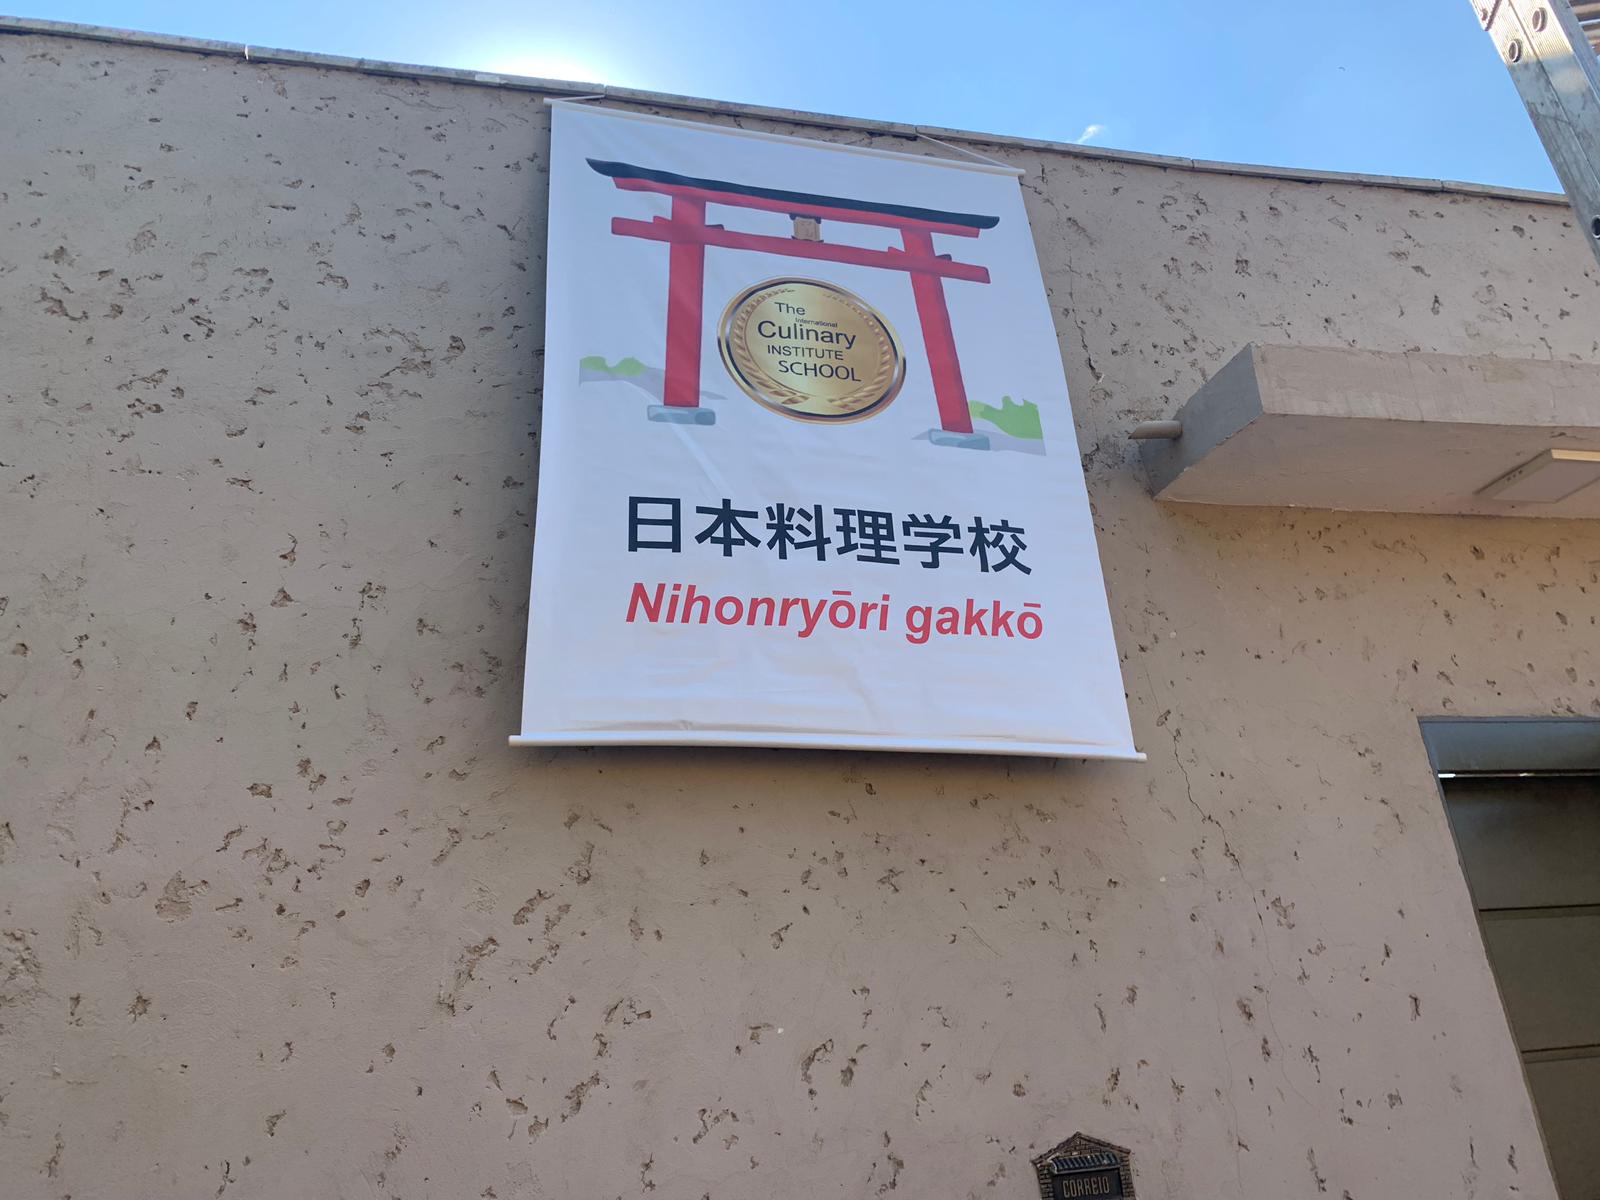 The
International
Culinary
INSTITUTE
SCHOOL
日本料理学校
Nihonryōri gakkō
CORREIO